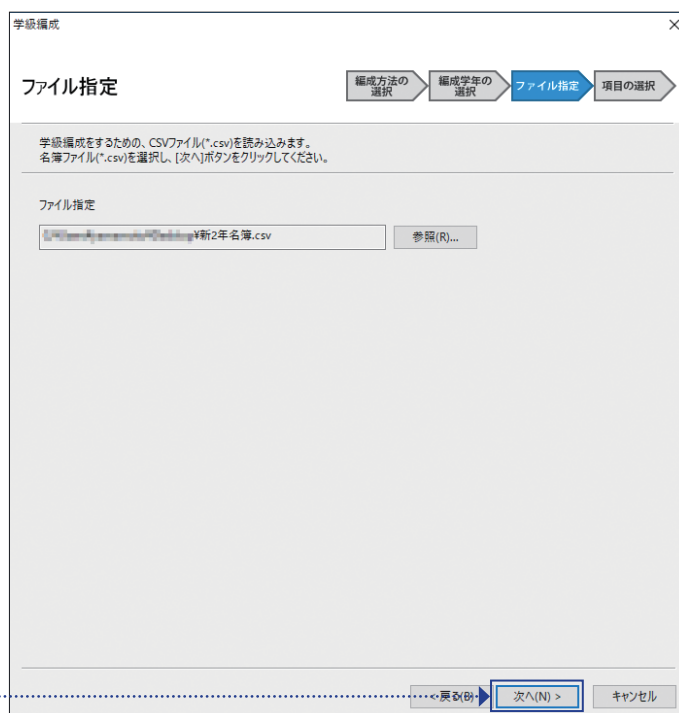 学級編成
ファイル指定
編成方法の
選択
編成学年の
選択
ファイル指定
項目の選択
学級編成をするための、CSVファイル(*.csv)を読み込みます。
名簿ファイル(*.csv)を選択し、[次へ]ボタンをクリックしてください。
ファイル指定
¥新2年名簿.csv
参照(R)...
< 戻る(B)
次へ(N) >
キャンセル